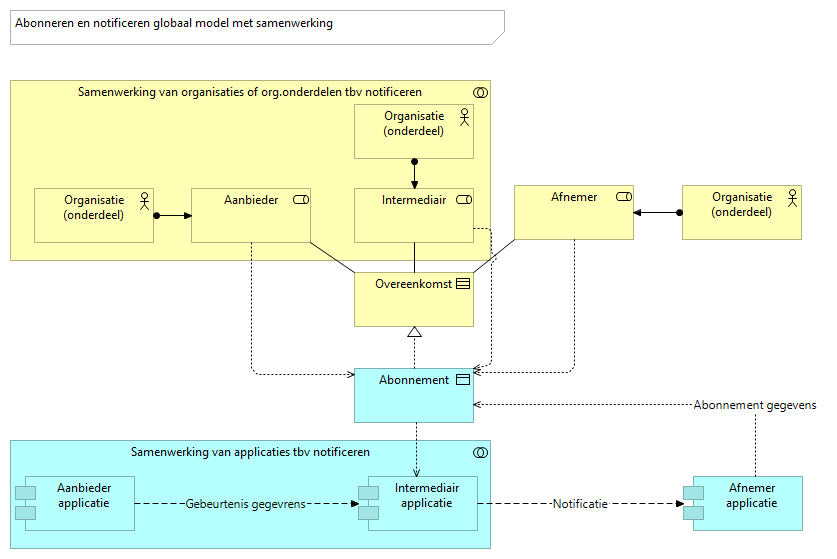 Abonneren en notificeren globaal model met samenwerking
Samenwerking van organisaties of org.onderdelen tbv notificeren
Organisatie
(onderdeel)
Organisatie
(onderdeel)
Aanbieder
Intermediair
Afnemer
Organisatie
(onderdeel)
Overeenkomst
Abonnement
Abonnement gegevens
Samenwerking van applicaties tbv notificeren
Aanbieder
applicatie
Gebeurtenis gegevrens
Intermediair
applicatie
Notificatie
Afnemer
applicatie